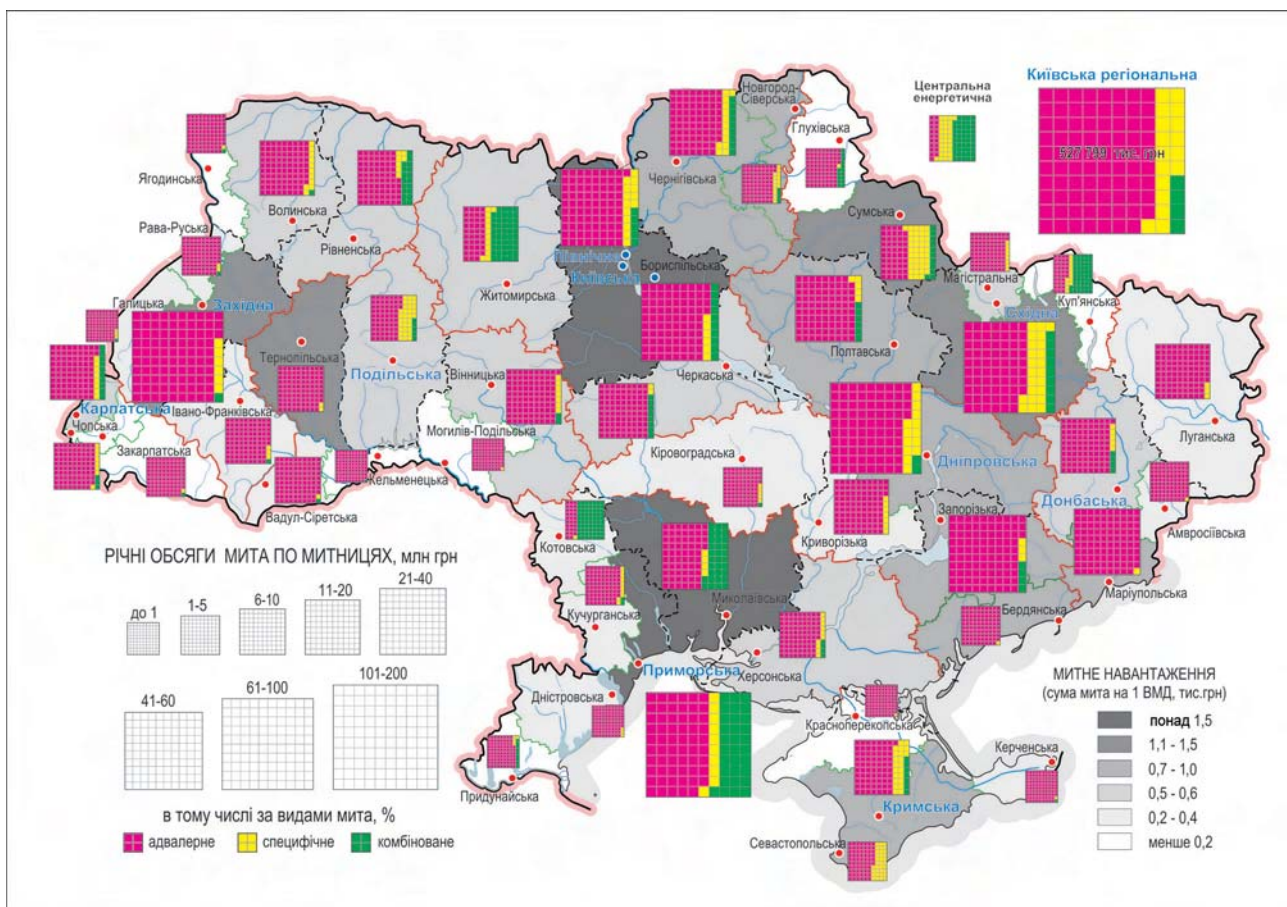 Київська регіональна
527 799 тис. грн
Центральна
енергетична
Новгород-
Сіверська
Глухівська
Чернігівська
Ягодинська
Волинська
Рівненська
Сумська
Рава-Руська
Північна
Київська
Бориспільська
Магістральна
Житомирська
Галицька
Західна
Східна
Куп'янська
Тернопільська
Подільська
Вінницька
Черкаська
Полтавська
Карпатська
Івано-Франківська
Чопська
Могилів-Подільська
Луганська
Закарпатська
Кельменецька
Кіровоградська
Дніпровська
Донбаська
Вадул-Сіретська
Запорізька
Криворізька
Амвросіївська
Котовська
Маріупольська
Миколаївська
Бердянська
Кучурганська
Приморська
Херсонська
Дністровська
Красноперекопська
Керченська
Придунайська
Кримська
Севастопольська
РІЧНІ ОБСЯГИ МИТА ПО МИТНИЦЯХ, млн грн
до 1
1-5
6-10
11-20
21-40
41-60
61-100
101-200
в тому числі за видами мита, %
адвалерне
специфічне
комбіноване
МИТНЕ НАВАНТАЖЕННЯ
(сума мита на 1 ВМД, тис.грн)
понад 1,5
1,1 - 1,5
0,7 - 1,0
0,5 - 0,6
0,2 - 0,4
менше 0,2